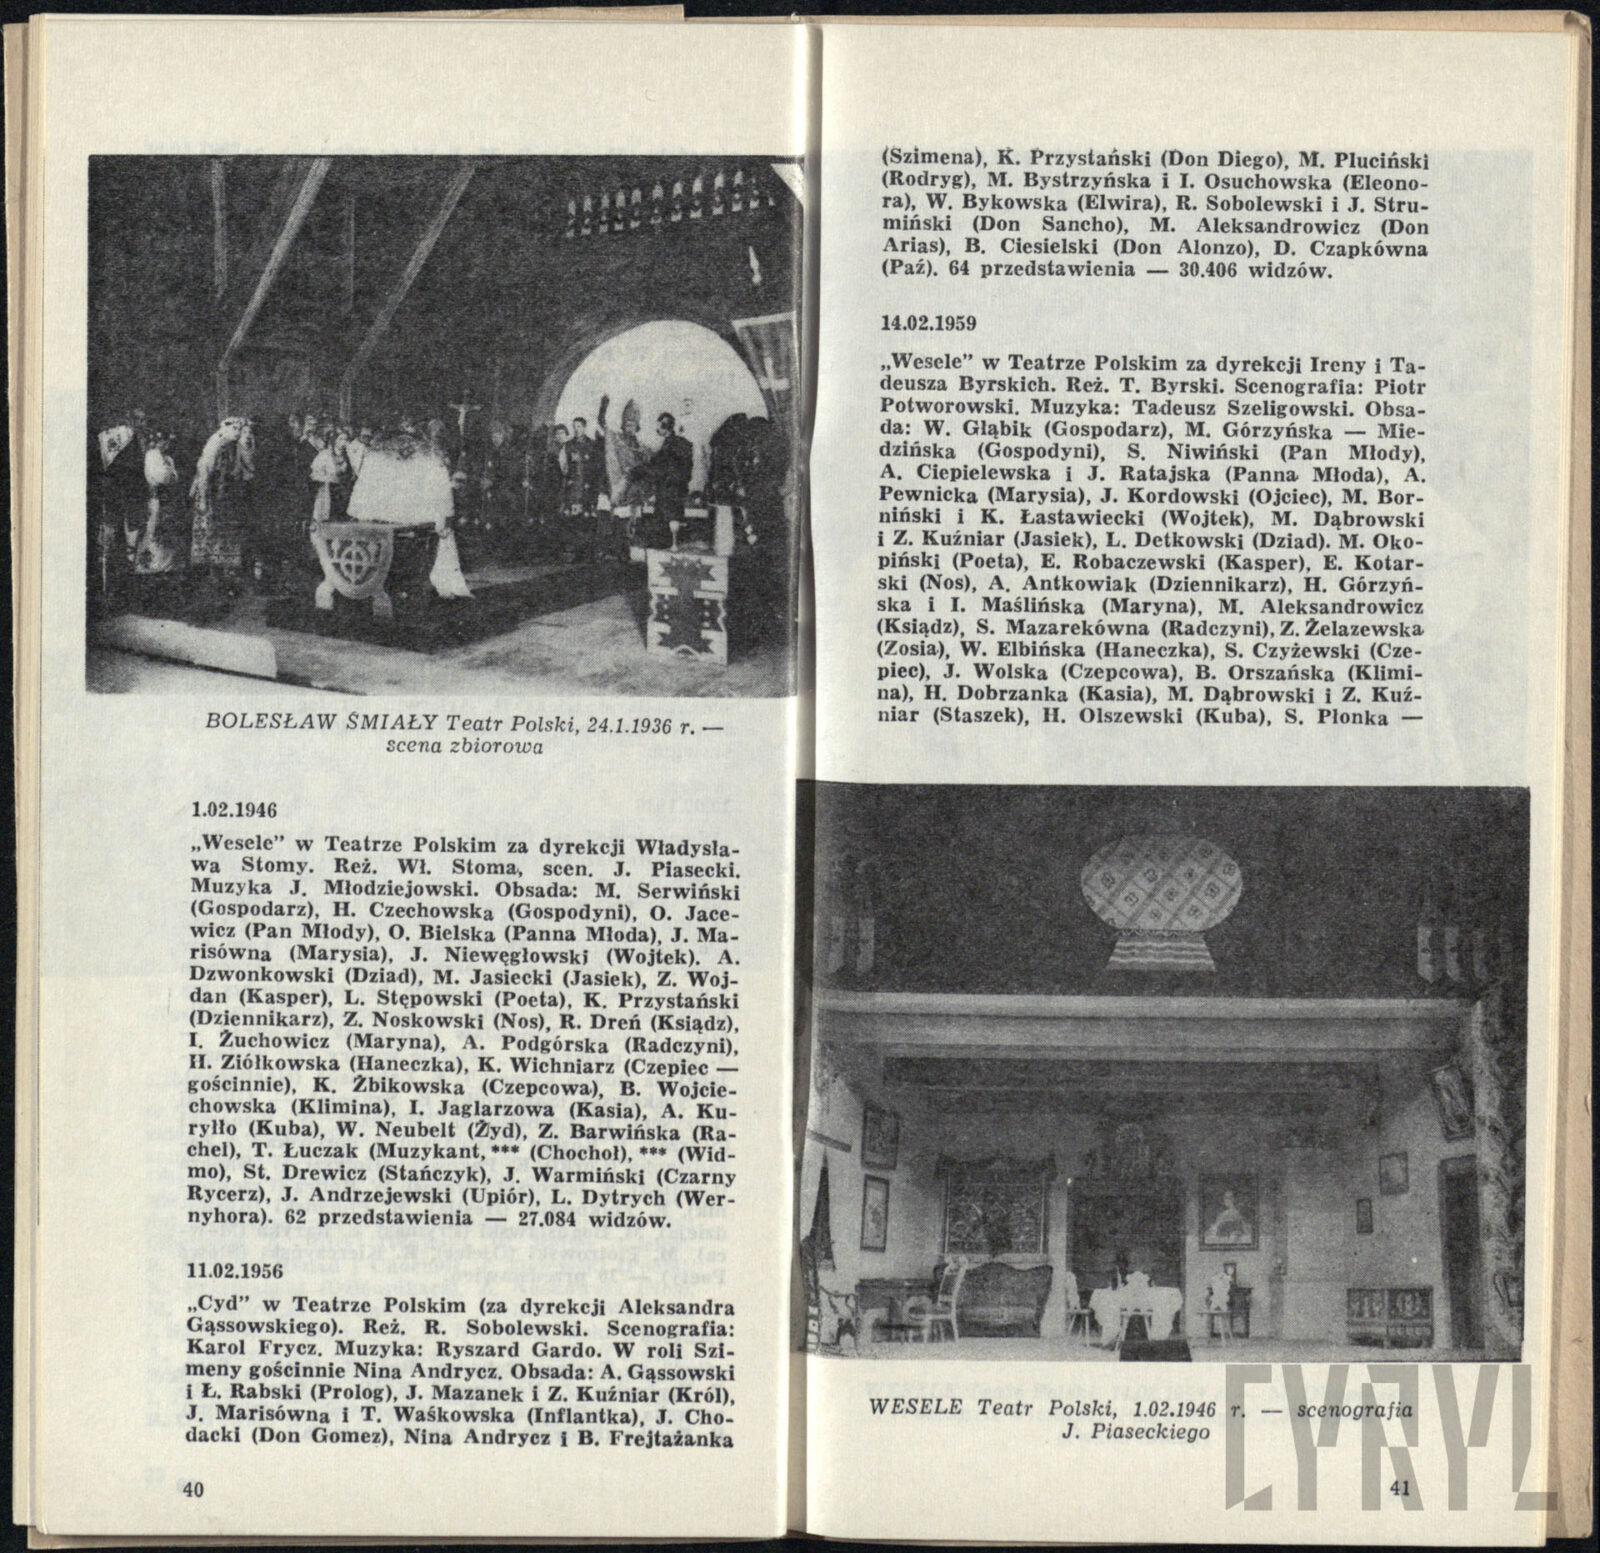 BOLESŁAW ŚMIAŁY Teatr Polski, 24.1.1936 r. —
scena zbiorowa
1.02.1946
„Wesele” w Teatrze Polskim za dyrekcji Władysła-
wa Stomy. Reż. Wł. Stoma, scen. J. Piasecki.
Muzyka J. Młodziejowski. Obsada: M. Serwiński
(Gospodarz), H. Czechowska (Gospodyni), O. Jace-
wicz (Pan Młody), O. Bielska (Panna Młoda), J. Ma-
risówna (Marysia), J. Niewęgłowski (Wojtek). A.
Dzwonkowski (Dziad), M. Jasiecki (Jasiek), Z. Woj-
dan (Kasper), L. Stępowski (Poeta), K. Przystański
(Dziennikarz), Z. Noskowski (Nos), R. Dreń (Ksiądz),
I. Żuchowicz (Maryna), A. Podgórska (Radczyni),
H. Ziółkowska (Haneczka), K. Wichniarz (Czepiec —
gościnnie), K. Żbikowska (Czepcowa), B. Wojcie-
chowska (Klimina), I. Jaglarzowa (Kasia), A. Ku-
ryłło (Kuba), W. Neubelt (Żyd), Z. Barwińska (Ra-
chel), T. Łuczak (Muzykant, *** (Chochoł), *** (Wid-
mo), St. Drewicz (Stańczyk), J. Warmiński (Czarny
Rycerz), J. Andrzejewski (Upiór), L. Dytrych (Wer-
nyhora). 62 przedstawienia — 27.084 widzów.
11.02.1956
„Cyd” w Teatrze Polskim (za dyrekcji Aleksandra
Gąssowskiego). Reż. R. Sobolewski. Scenografia:
Karol Frycz. Muzyka: Ryszard Gardo. W roli Szi-
meny gościnnie Nina Andrycz. Obsada: A. Gąssowski
i Ł. Rabski (Prolog), J. Mazanek i Z. Kuźniar (Król),
J. Marisówna i T. Waśkowska (Inflantka), J. Cho-
dacki (Don Gomez), Nina Andrycz i B. Frejtażanka
40
(Szimena), K. Przystański (Don Diego), M. Pluciński
(Rodryg), M. Bystrzyńska i I. Osuchowska (Eleono-
ra), W. Bykowska (Elwira), R. Sobolewski i J. Stru-
miński (Don Sancho), M. Aleksandrowicz (Don
Arias), B. Ciesielski (Don Alonzo), D. Czapkówna
(Paź). 64 przedstawienia — 30.406 widzów.
14.02.1959
„Wesele” w Teatrze Polskim za dyrekcji Ireny i Ta-
deusza Byrskich. Reż. T. Byrski. Scenografia: Piotr
Potworowski. Muzyka: Tadeusz Szeligowski. Obsa-
da: W. Głąbik (Gospodarz), M. Górzyńska — Mie-
dzińska (Gospodyni), S. Niwiński (Pan Młody),
A. Ciepielewska i J. Ratajska (Panna Młoda), A.
Pewnicka (Marysia), J. Kordowski (Ojciec), M. Bor-
niński i K. Łastawiecki (Wojtek), M. Dąbrowski
i Z. Kuźniar (Jasiek), L. Detkowski (Dziad). M. Oko-
piński (Poeta), E. Robaczewski (Kasper), E. Kotar-
ski (Nos), A. Antkowiak (Dziennikarz), H. Górzyń-
ska i I. Maślińska (Maryna), M. Aleksandrowicz
(Ksiądz), S. Mazarekówna (Radczyni), Z. Żelazewska
(Zosia), W. Elbińska (Haneczka), S. Czyżewski (Cze-
piec), J. Wolska (Czepcowa), B. Orszańska (Klimi-
na), H. Dobrzanka (Kasia), M. Dąbrowski i Z. Kuź-
niar (Staszek), H. Olszewski (Kuba), S. Płonka —
WESELE Teatr Polski, 1.02.1946 r. — scenografia
J. Piaseckiego
41
CYRYL